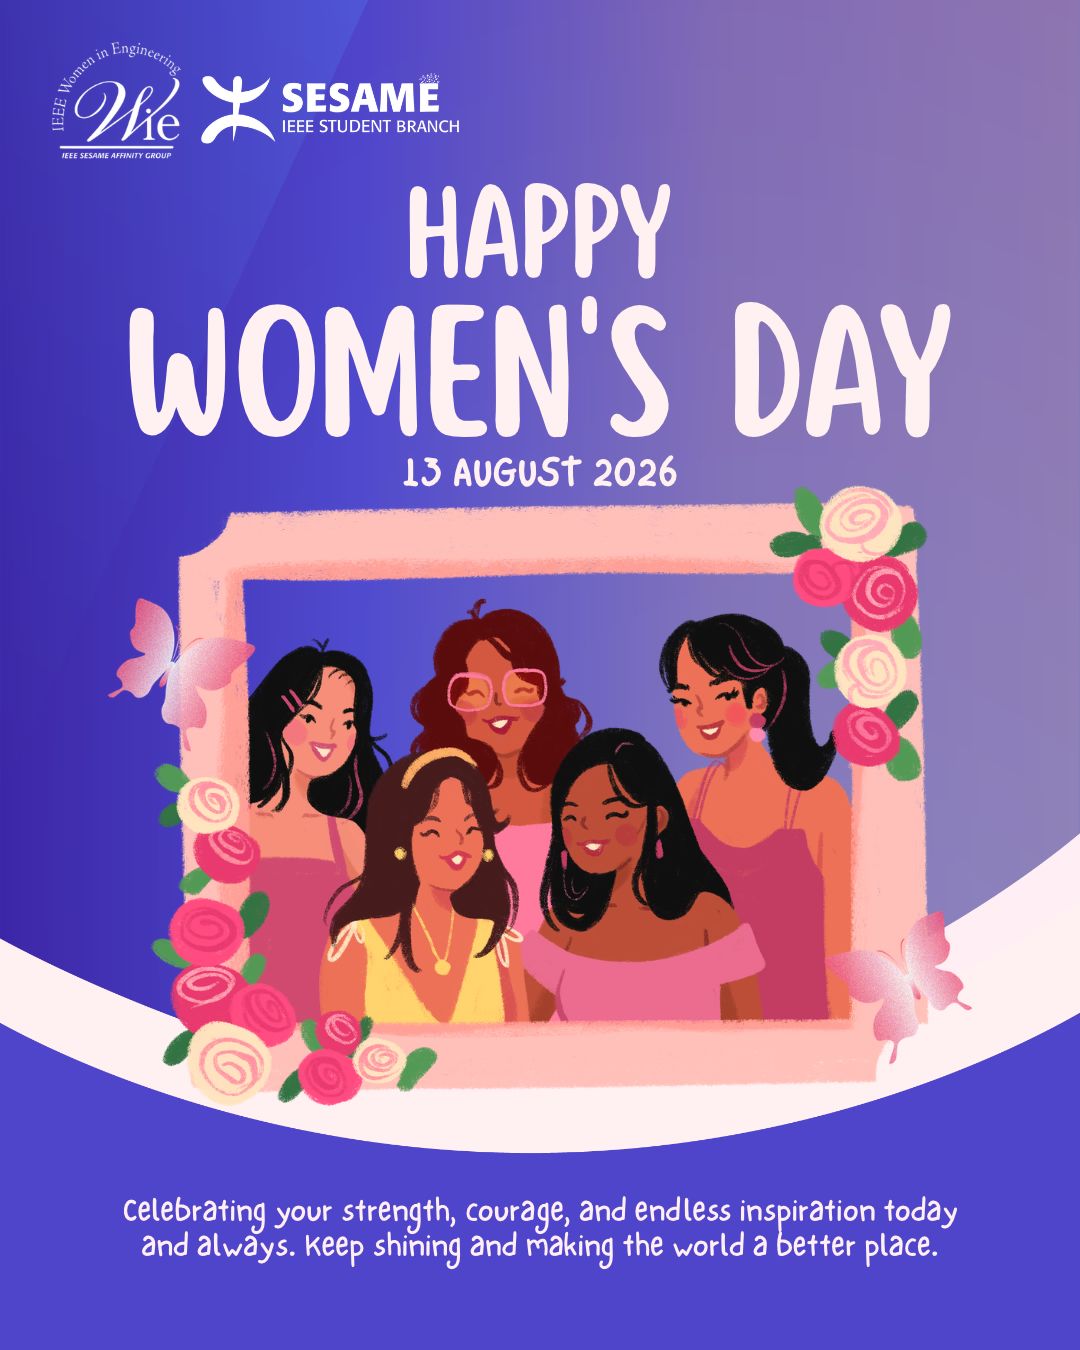 IEEE Women in Engineering
Wie
IEEE SESAME AFFINITY GROUP
SESAME
IEEE STUDENT BRANCH
HAPPY
WOMEN'S DAY
13 AUGUST 2026
Celebrating your strength, courage, and endless inspiration today
and always. Keep shining and making the world a better place.